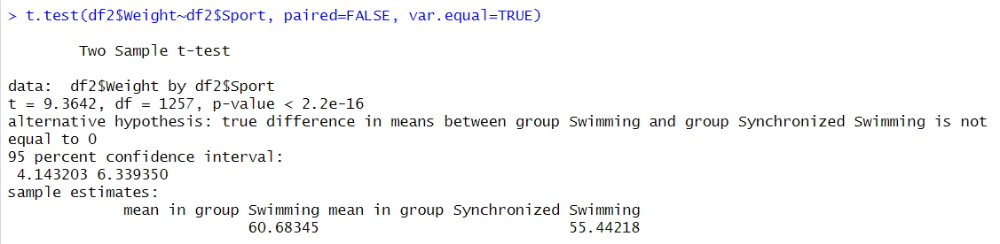 > t.test(df2$Weight~df2$Sport, paired=FALSE, var.equal=TRUE)
Two Sample t-test
data:  df2$Weight by df2$Sport
t = 9.3642, df = 1257, p-value < 2.2e-16
alternative hypothesis: true difference in means between group Swimming and group Synchronized Swimming is not
equal to 0
95 percent confidence interval:
4.143203 6.339350
sample estimates:
mean in group Swimming mean in group Synchronized Swimming
60.68345 55.44218